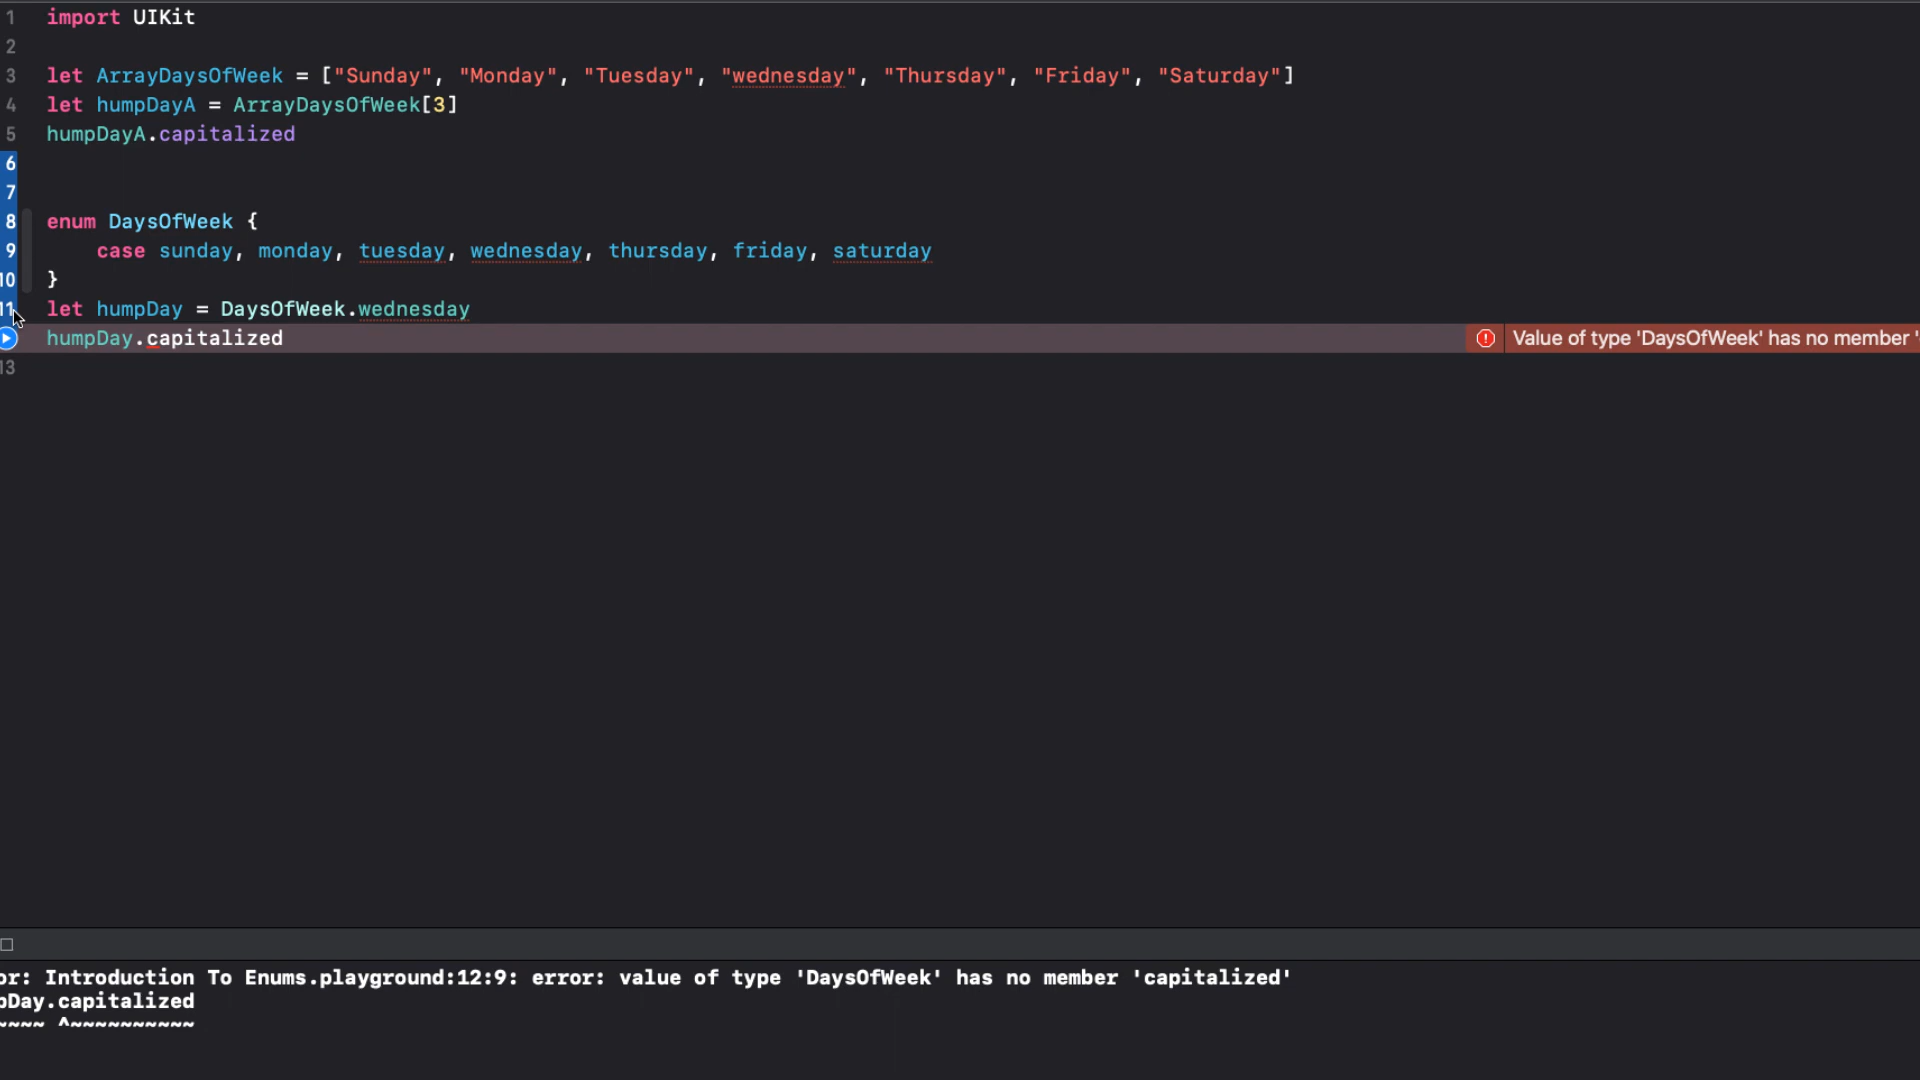 1 import UIKit
2
3 let ArrayDaysOfWeek = ["Sunday", "Monday", "Tuesday", "wednesday", "Thursday", "Friday", "Saturday"]
4 let humpDayA = ArrayDaysOfWeek[3]
5 humpDayA.capitalized
6
7
8 enum DaysOfWeek {
9 case sunday, monday, tuesday, wednesday, thursday, friday, saturday
10 }
11 let humpDay = DaysOfWeek.wednesday
humpDay.capitalized Value of type 'DaysOfWeek' has no member '
13
or: Introduction To Enums.playground:12:9: error: value of type 'DaysOfWeek' has no member 'capitalized'
pDay.capitalized
~~~~ ^~~~~~~~~~~